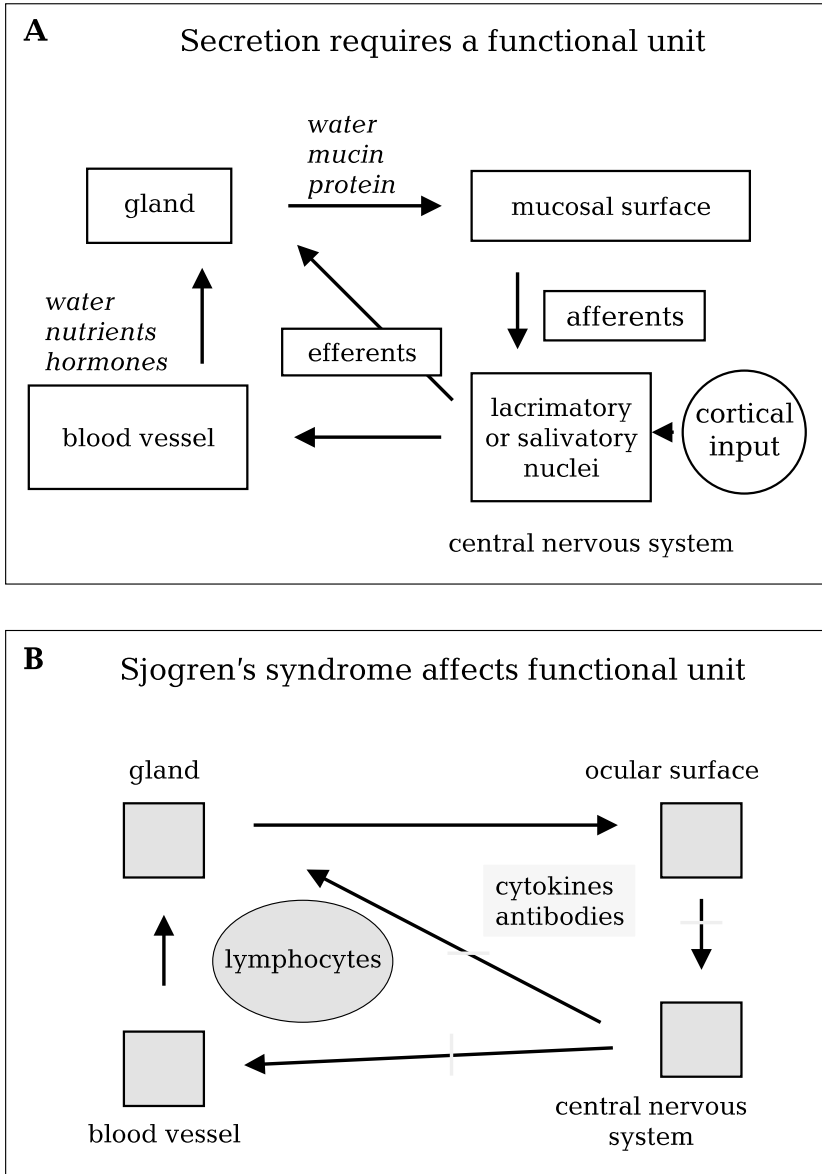 A
Secretion requires a functional unit
water
mucin
protein
gland
mucosal surface
water
nutrients
hormones
afferents
efferents
blood vessel
lacrimatory
or salivatory
nuclei
cortical
input
central nervous system
B
Sjogren's syndrome affects functional unit
gland
ocular surface
cytokines
antibodies
lymphocytes
blood vessel
central nervous
system